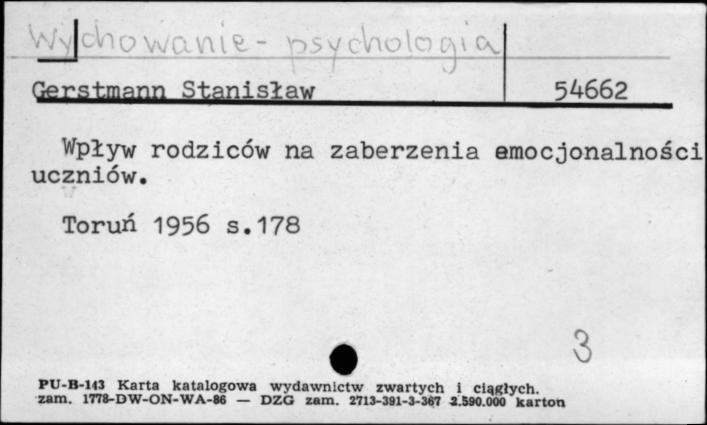 Wychowanie - psychologia
Gerstmann Stanisław 54662
Wpływ rodziców na zaberzenia emocjonalności
uczniów.
Toruń 1956 s.178
3
PU-B-143 Karta katalogowa wydawnictw zwartych i ciągłych.
zam. 1778-DW-ON-WA-86 — DZG zam. 2713-391-3-367 2.590.000 karton